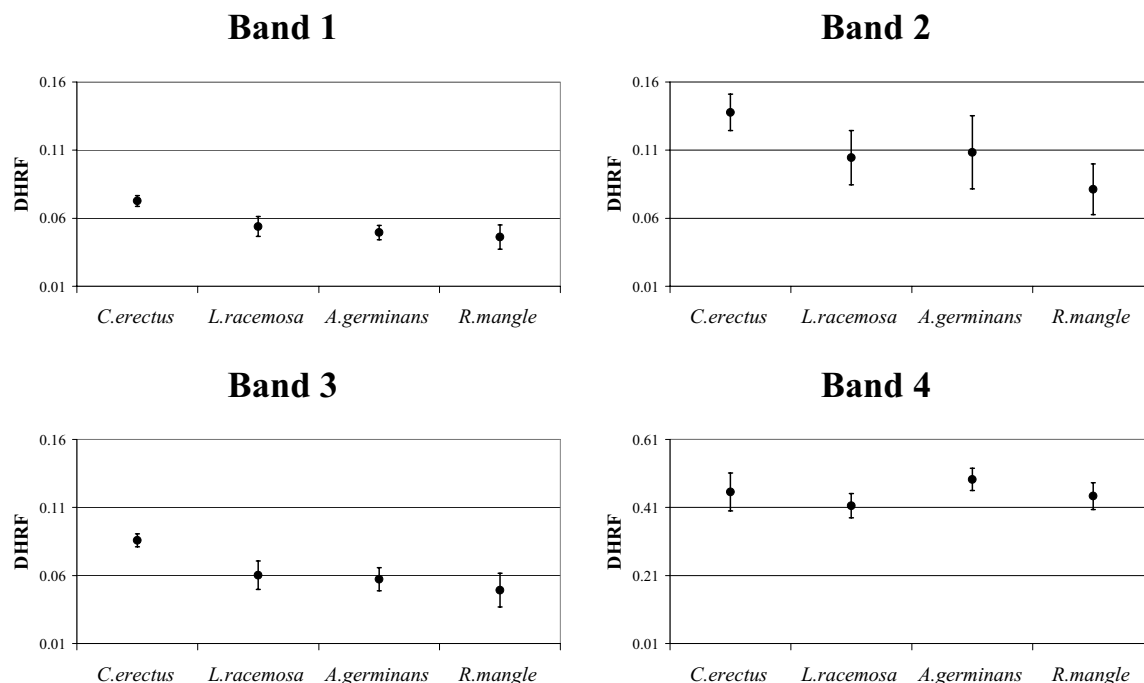 Band 1
0.16
0.11
0.06
0.01
DHRF
C.erectus L.racemosa A.germinans R.mangle
Band 2
0.16
0.11
0.06
0.01
DHRF
C.erectus L.racemosa A.germinans R.mangle
Band 3
0.16
0.11
0.06
0.01
DHRF
C.erectus L.racemosa A.germinans R.mangle
Band 4
0.61
0.41
0.21
0.01
DHRF
C.erectus L.racemosa A.germinans R.mangle